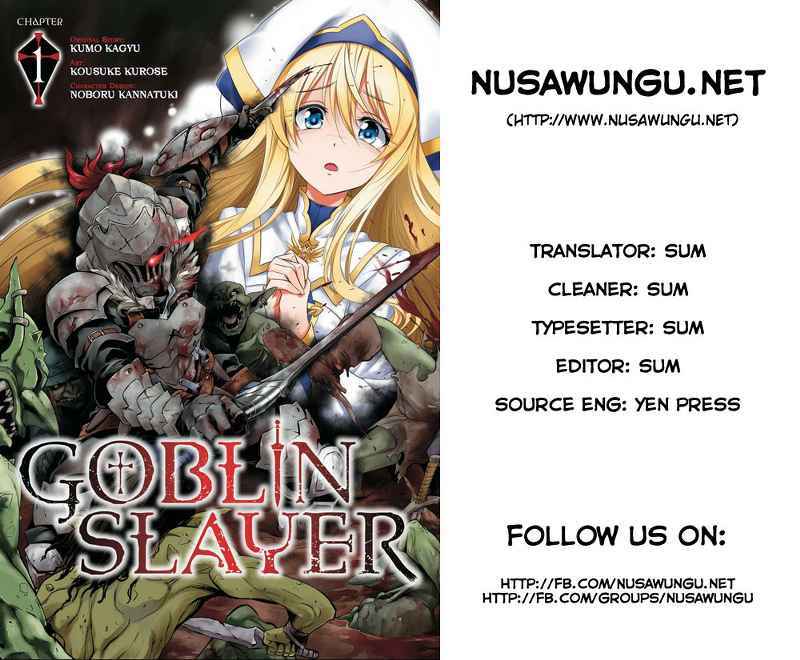 CHAPTER
1
ORIGINAL STORY:
KUMO KAGYU
ART:
KOUSUKE KUROSE
CHARACTER DESIGN:
NOBORU KANNATUKI
GOBLIN
SLAYER
NUSAWUNGU.NET
(HTTP://WWW.NUSAWUNGU.NET)
TRANSLATOR: SUM
CLEANER: SUM
TYPESETTER: SUM
EDITOR: SUM
SOURCE ENG: YEN PRESS
FOLLOW US ON:
HTTP://FB.COM/NUSAWUNGU.NET
HTTP://FB.COM/GROUPS/NUSAWUNGU